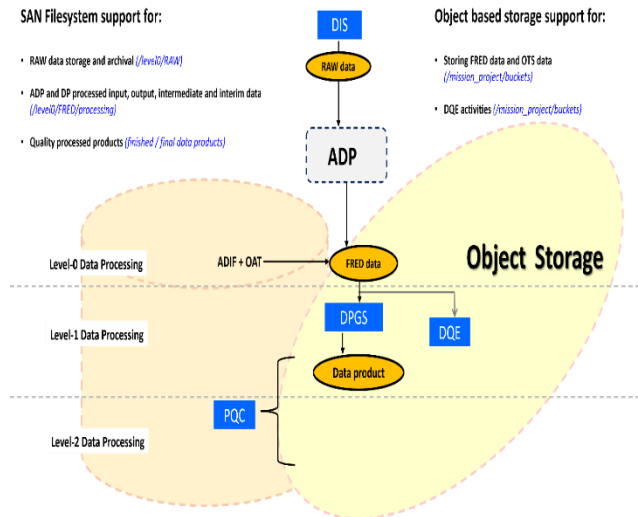 SAN Filesystem support for:
• RAW data storage and archival (/level0/RAW)
• ADP and DP processed input, output, intermediate and interim data
(/level0/FRED/processing)
• Quality processed products (finished / final data products)
DIS
RAW data
ADP
Object based storage support for:
• Storing FRED data and OTS data
(/mission_project/buckets)
• DQE activities (/mission_project/buckets)
Level-0 Data Processing
ADIF + OAT
FRED data
Object Storage
Level-1 Data Processing
DPGS
DQE
Data product
PQC
Level-2 Data Processing